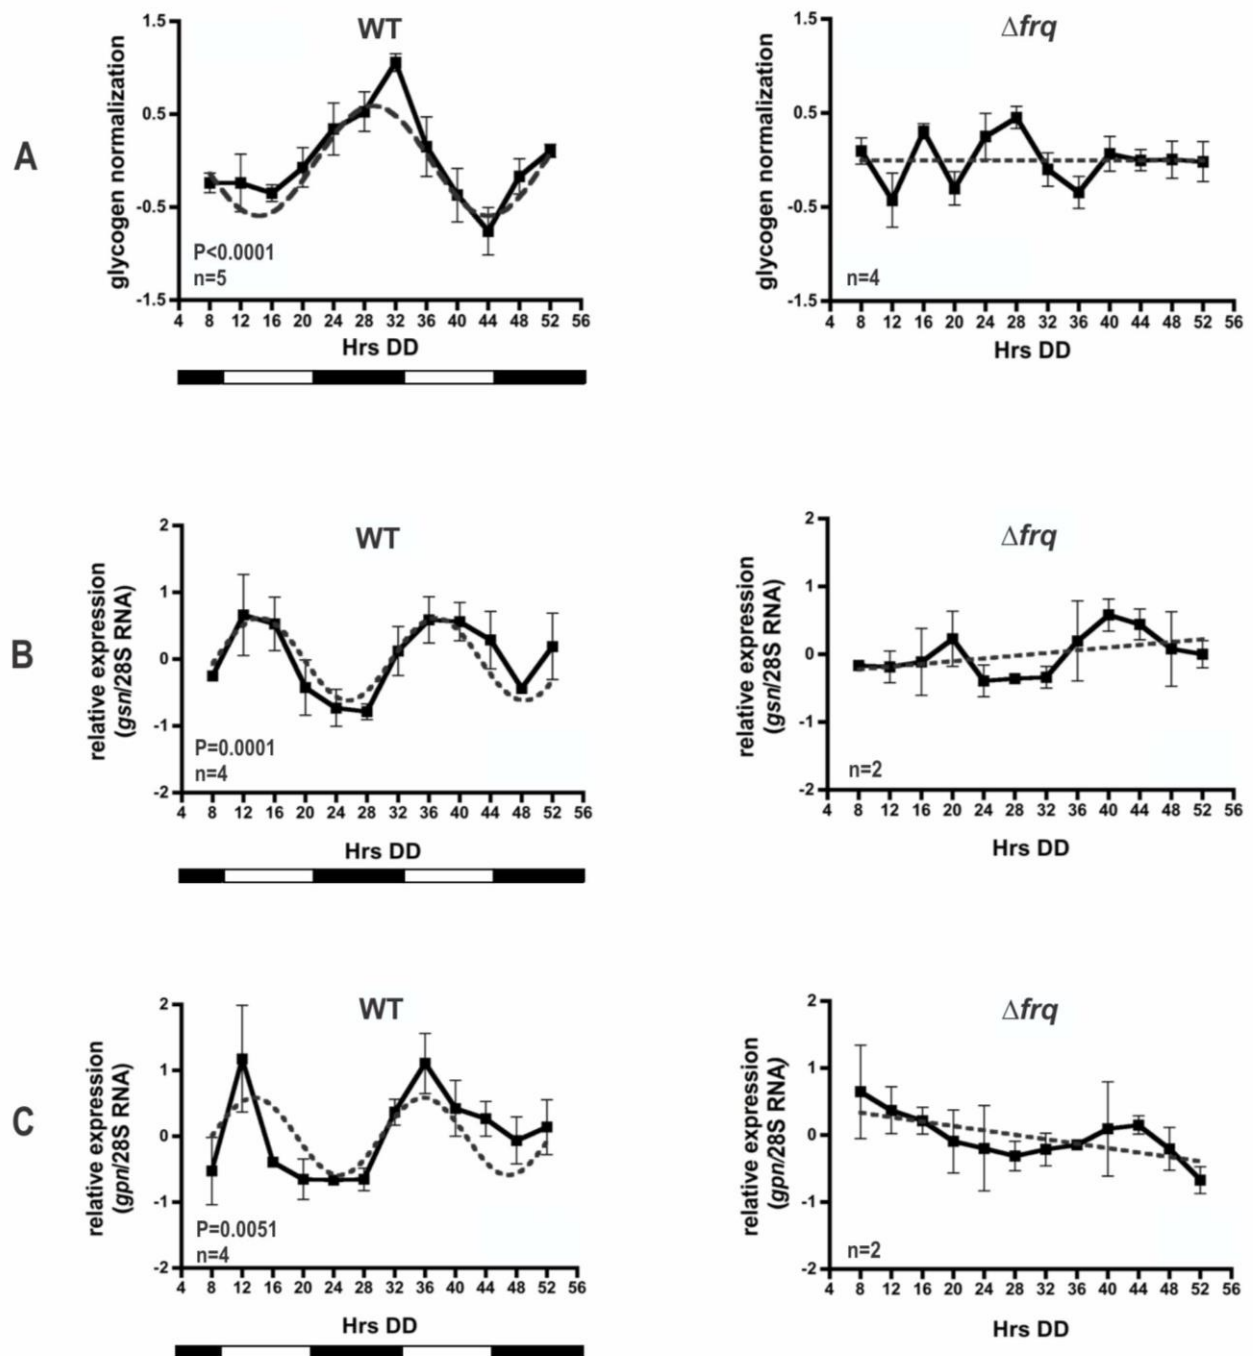 A
WT
glycogen normalization
1.5
0.5
-0.5
-1.5
P<0.0001
n=5
4 8 12 16 20 24 28 32 36 40 44 48 52 56
Hrs DD
Δfrq
glycogen normalization
1.5
0.5
-0.5
-1.5
n=4
4 8 12 16 20 24 28 32 36 40 44 48 52 56
Hrs DD
B
WT
relative expression
(gsn/28S RNA)
2
1
0
-1
-2
P=0.0001
n=4
4 8 12 16 20 24 28 32 36 40 44 48 52 56
Hrs DD
Δfrq
relative expression
(gsn/28S RNA)
2
1
0
-1
-2
n=2
4 8 12 16 20 24 28 32 36 40 44 48 52 56
Hrs DD
C
WT
relative expression
(gpn/28S RNA)
2
1
0
-1
-2
P=0.0051
n=4
4 8 12 16 20 24 28 32 36 40 44 48 52 56
Hrs DD
Δfrq
relative expression
(gpn/28S RNA)
2
1
0
-1
-2
n=2
4 8 12 16 20 24 28 32 36 40 44 48 52 56
Hrs DD